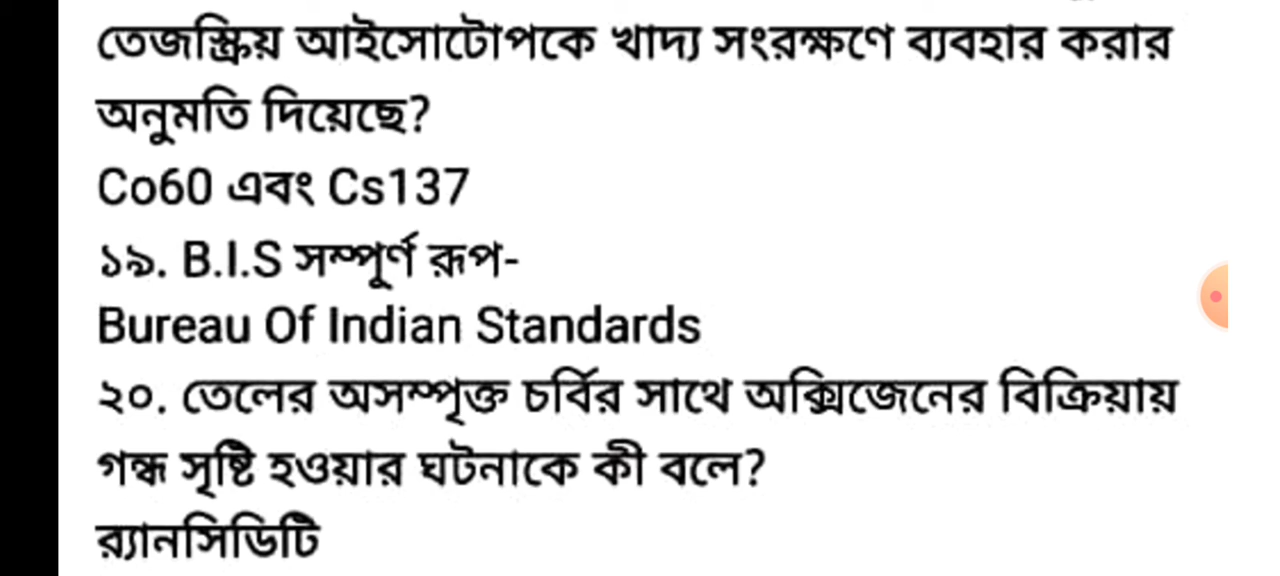 তেজস্ক্রিয় আইসোটোপকে খাদ্য সংরক্ষণে ব্যবহার করার
অনুমতি দিয়েছে?
Co60 এবং Cs137
১৯. B.I.S সম্পূর্ণ রূপ-
Bureau Of Indian Standards
২০. তেলের অসম্পৃক্ত চর্বির সাথে অক্সিজেনের বিক্রিয়ায়
গন্ধ সৃষ্টি হওয়ার ঘটনাকে কী বলে?
র‍্যানসিডিটি